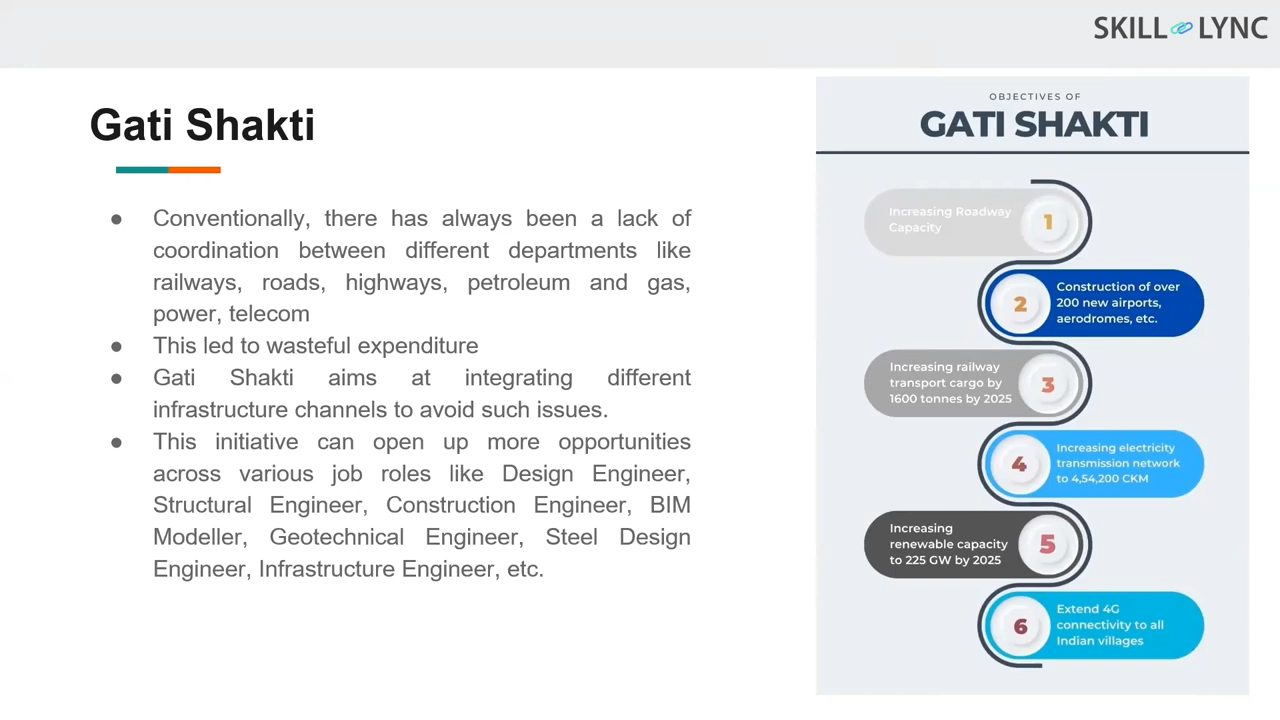 SKILL LYNC
Gati Shakti
● Conventionally, there has always been a lack of
coordination between different departments like
railways, roads, highways, petroleum and gas,
power, telecom
● This led to wasteful expenditure
● Gati Shakti aims at integrating different
infrastructure channels to avoid such issues.
● This initiative can open up more opportunities
across various job roles like Design Engineer,
Structural Engineer, Construction Engineer, BIM
Modeller, Geotechnical Engineer, Steel Design
Engineer, Infrastructure Engineer, etc.
OBJECTIVES OF
GATI SHAKTI
Increasing Roadway
Capacity
1
2
Construction of over
200 new airports,
aerodromes, etc.
Increasing railway
transport cargo by
1600 tonnes by 2025
3
4
Increasing electricity
transmission network
to 4,54,200 CKM
Increasing
renewable capacity
to 225 GW by 2025
5
6
Extend 4G
connectivity to all
Indian villages